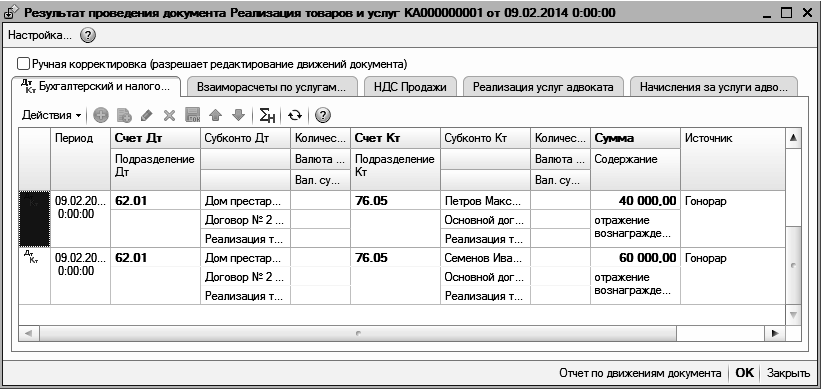 Результат проведения документа Реализация товаров и услуг КА000000001 от 09.02.2014 0:00:00
Настройка...
Ручная корректировка (разрешает редактирование движений документа)
Дт Кт Бухгалтерский и налого... Взаиморасчеты по услугам... НДС Продажи Реализация услуг адвоката Начисления за услуги адво...
Действия
Период Счет Дт Субконто Дт Количес... Счет Кт Субконто Кт Количес... Сумма Источник
Подразделение Дт Валюта ... Подразделение Кт Валюта ... Содержание
Вал. су... Вал. су...
09.02.20... 62.01 Дом престар... 76.05 Петров Макс... 40 000,00 Гонорар
0:00:00 Договор № 2 ... Основной дог... отражение
Реализация т... Реализация т... вознагражде...
Дт Кт 09.02.20... 62.01 Дом престар... 76.05 Семенов Ива... 60 000,00 Гонорар
0:00:00 Договор № 2 ... Основной дог... отражение
Реализация т... Реализация т... вознагражде...
Отчет по движениям документа OK Закрыть